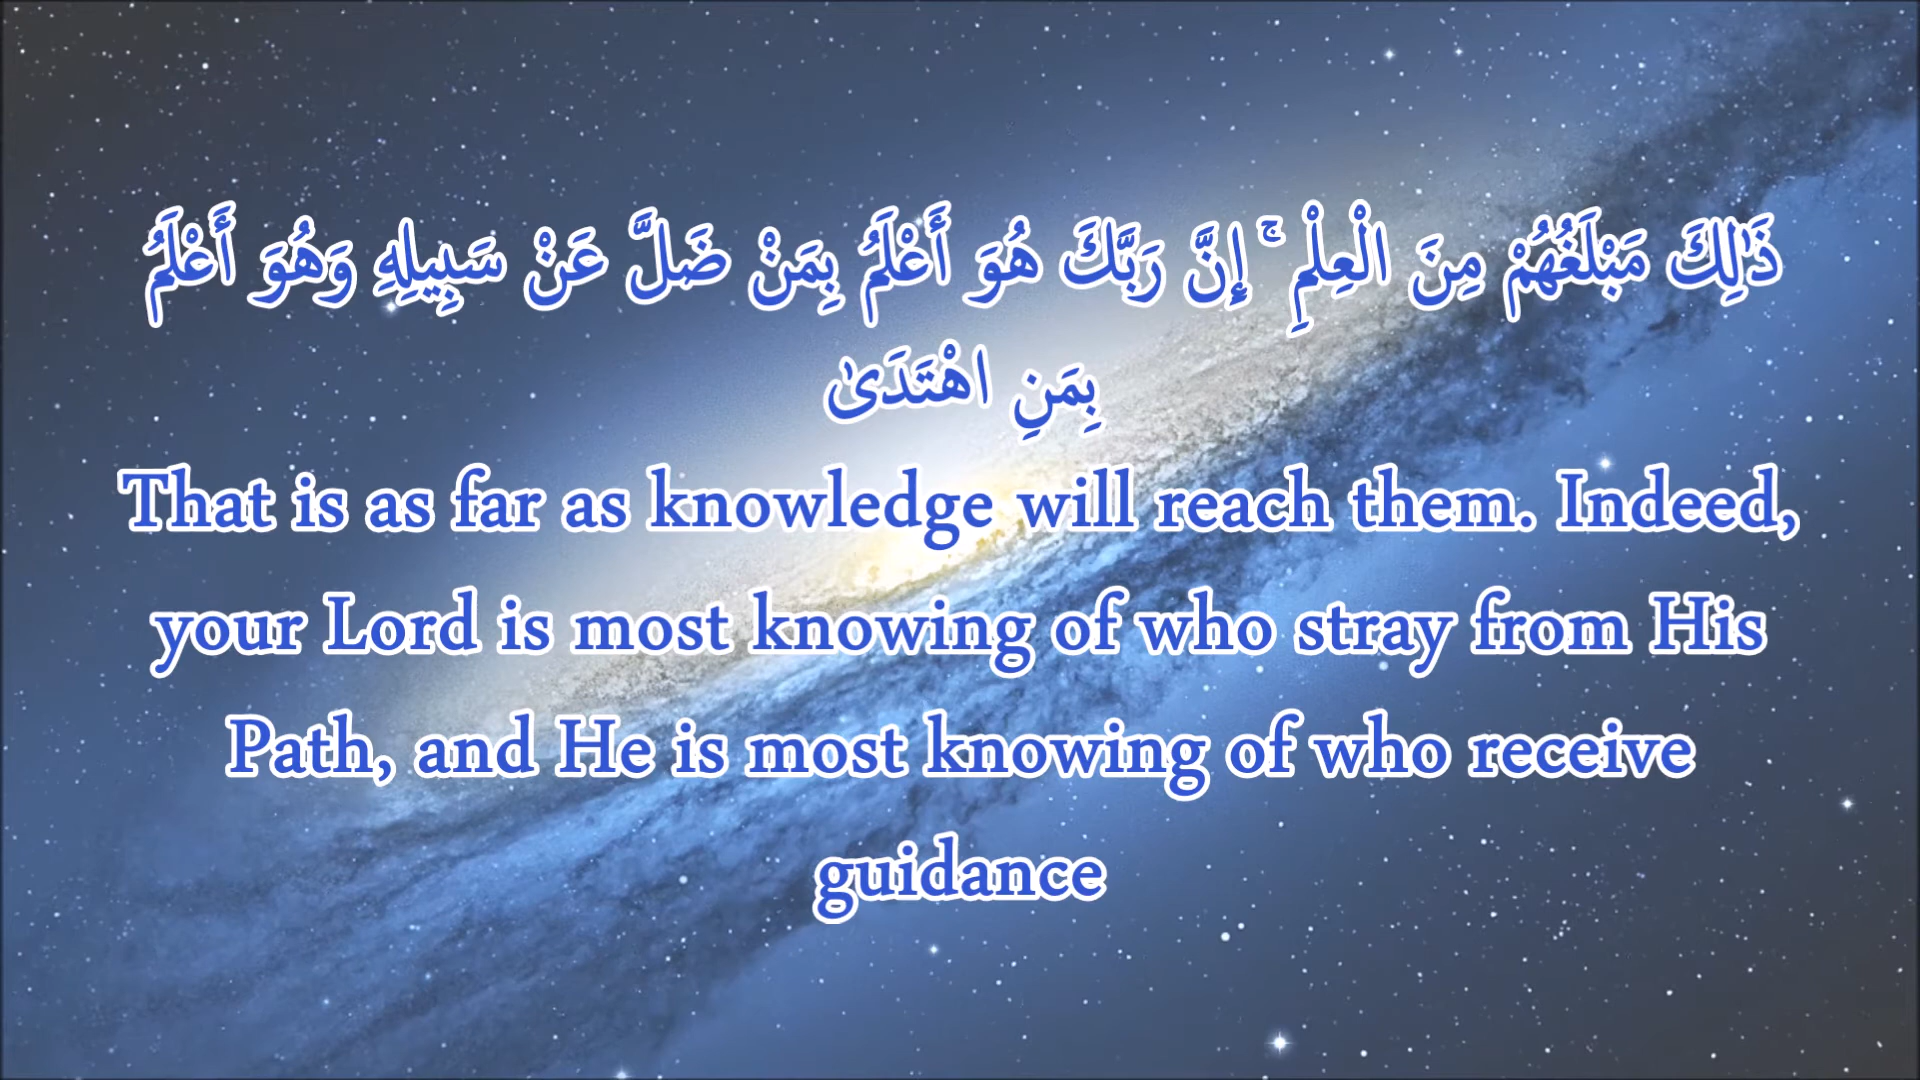 ذَٰلِكَ مَبْلَغُهُمْ مِنَ الْعِلْمِ ۚ إِنَّ رَبَّكَ هُوَ أَعْلَمُ بِمَنْ ضَلَّ عَنْ سَبِيلِهِ وَهُوَ أَعْلَمُ
بِمَنِ اهْتَدَىٰ
That is as far as knowledge will reach them. Indeed,
your Lord is most knowing of who stray from His
Path, and He is most knowing of who receive
guidance